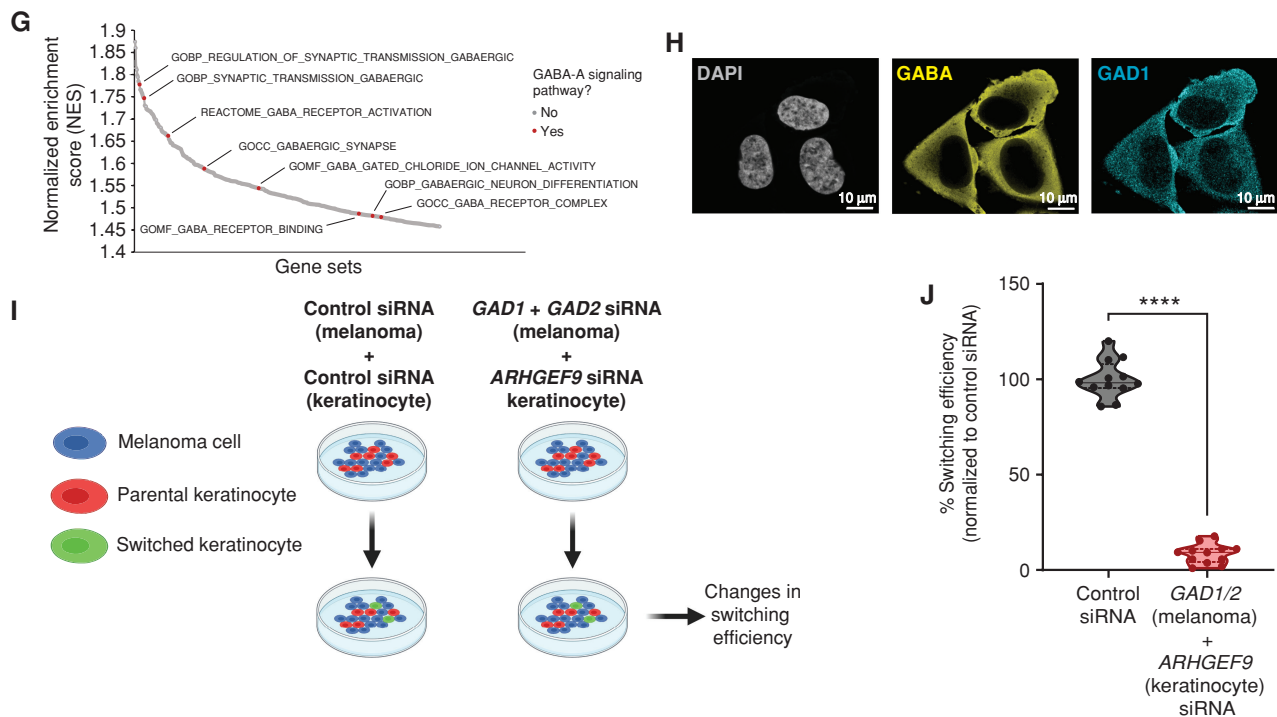 G
Normalized enrichment
score (NES)
1.9
1.85
1.8
1.75
1.7
1.65
1.6
1.55
1.5
1.45
1.4
GOBP_REGULATION_OF_SYNAPTIC_TRANSMISSION_GABAERGIC
GOBP_SYNAPTIC_TRANSMISSION_GABAERGIC
REACTOME_GABA_RECEPTOR_ACTIVATION
GOCC_GABAERGIC_SYNAPSE
GOMF_GABA_GATED_CHLORIDE_ION_CHANNEL_ACTIVITY
GOBP_GABAERGIC_NEURON_DIFFERENTIATION
GOCC_GABA_RECEPTOR_COMPLEX
GOMF_GABA_RECEPTOR_BINDING
GABA-A signaling
pathway?
No
Yes
Gene sets
H
DAPI
10 μm
GABA
10 μm
GAD1
10 μm
I
Control siRNA
(melanoma)
+
Control siRNA
(keratinocyte)
GAD1 + GAD2 siRNA
(melanoma)
+
ARHGEF9 siRNA
keratinocyte)
Melanoma cell
Parental keratinocyte
Switched keratinocyte
Changes in
switching
efficiency
J
% Switching efficiency
(normalized to control siRNA)
150
100
50
0
****
Control
siRNA
GAD1/2
(melanoma)
+
ARHGEF9
(keratinocyte)
siRNA